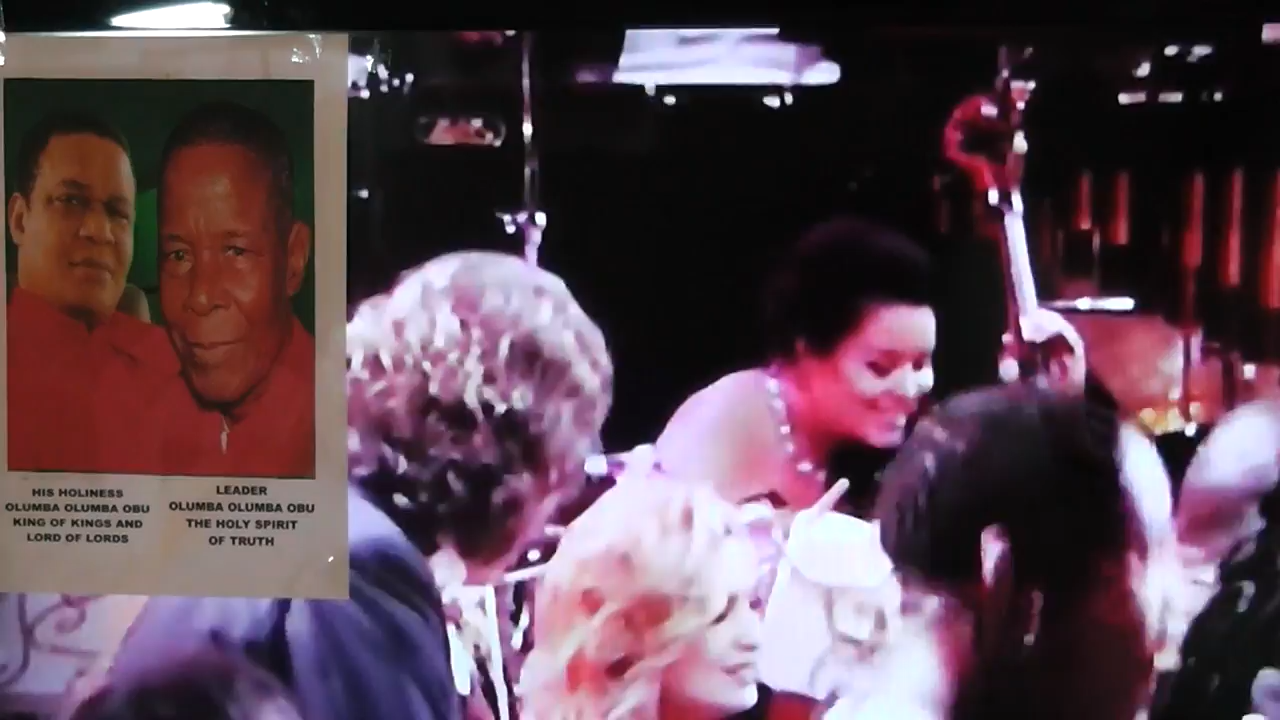 HIS HOLINESS
OLUMBA OLUMBA OBU
KING OF KINGS AND
LORD OF LORDS
LEADER
OLUMBA OLUMBA OBU
THE HOLY SPIRIT
OF TRUTH